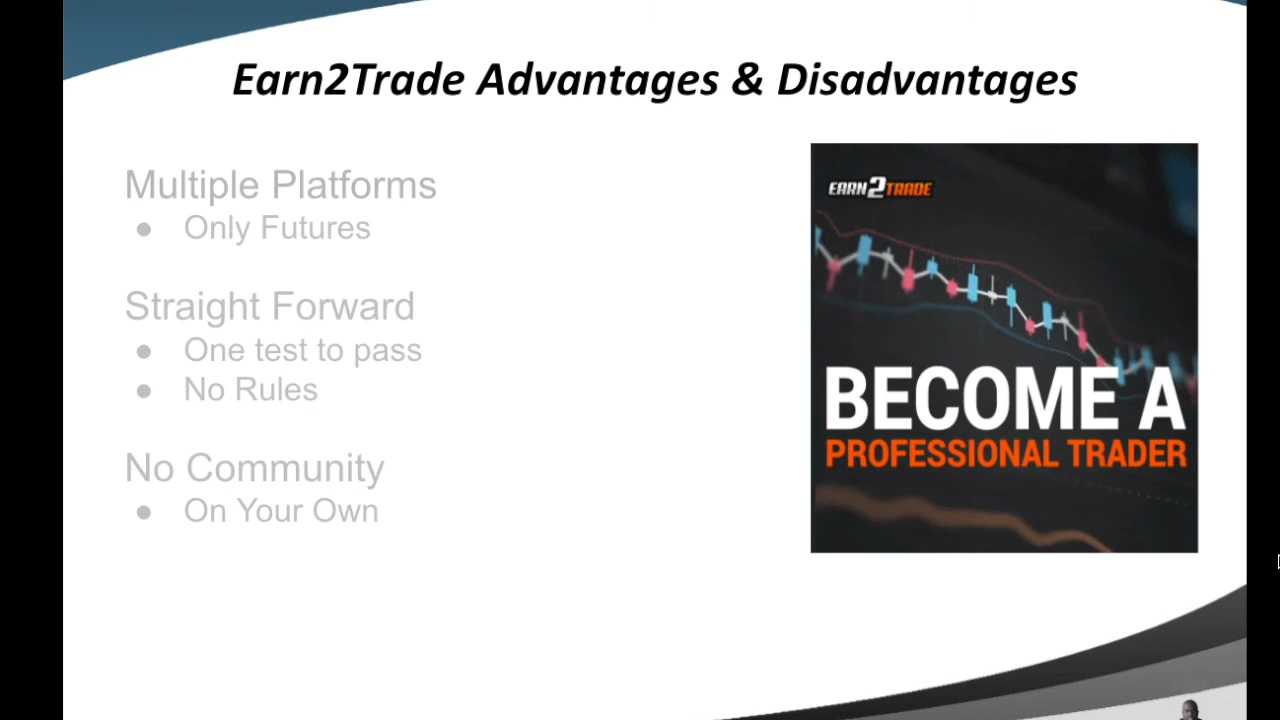 Earn2Trade Advantages & Disadvantages
Multiple Platforms
● Only Futures
Straight Forward
● One test to pass
● No Rules
No Community
● On Your Own
EARN2TRADE
BECOME A
PROFESSIONAL TRADER